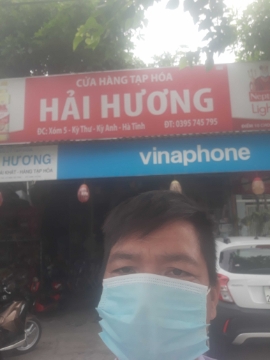 CỬA HÀNG TẠP HÓA
HẢI HƯƠNG
ĐC: Xóm 5 - Kỳ Thư - Kỳ Anh - Hà Tĩnh ĐT: 0395 745 795
HƯƠNG
vinaphone